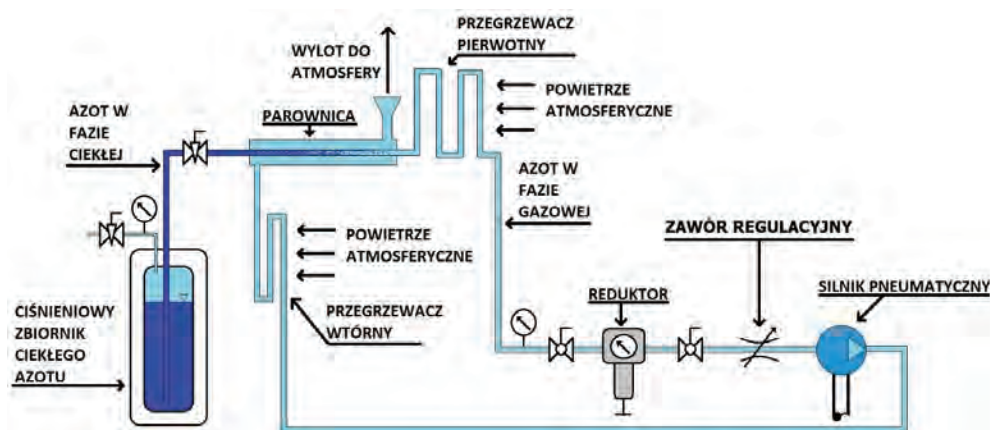 PRZEGRZEWACZ
PIERWOTNY
WYLOT DO
ATMOSFERY
POWIETRZE
ATMOSFERYCZNE
AZOT W
FAZIE
CIEKŁEJ
PAROWNICA
AZOT W
FAZIE
GAZOWEJ
POWIETRZE
ATMOSFERYCZNE
ZAWÓR REGULACYJNY
SILNIK PNEUMATYCZNY
REDUKTOR
PRZEGRZEWACZ
WTÓRNY
CIŚNIENIOWY
ZBIORNIK
CIEKŁEGO
AZOTU